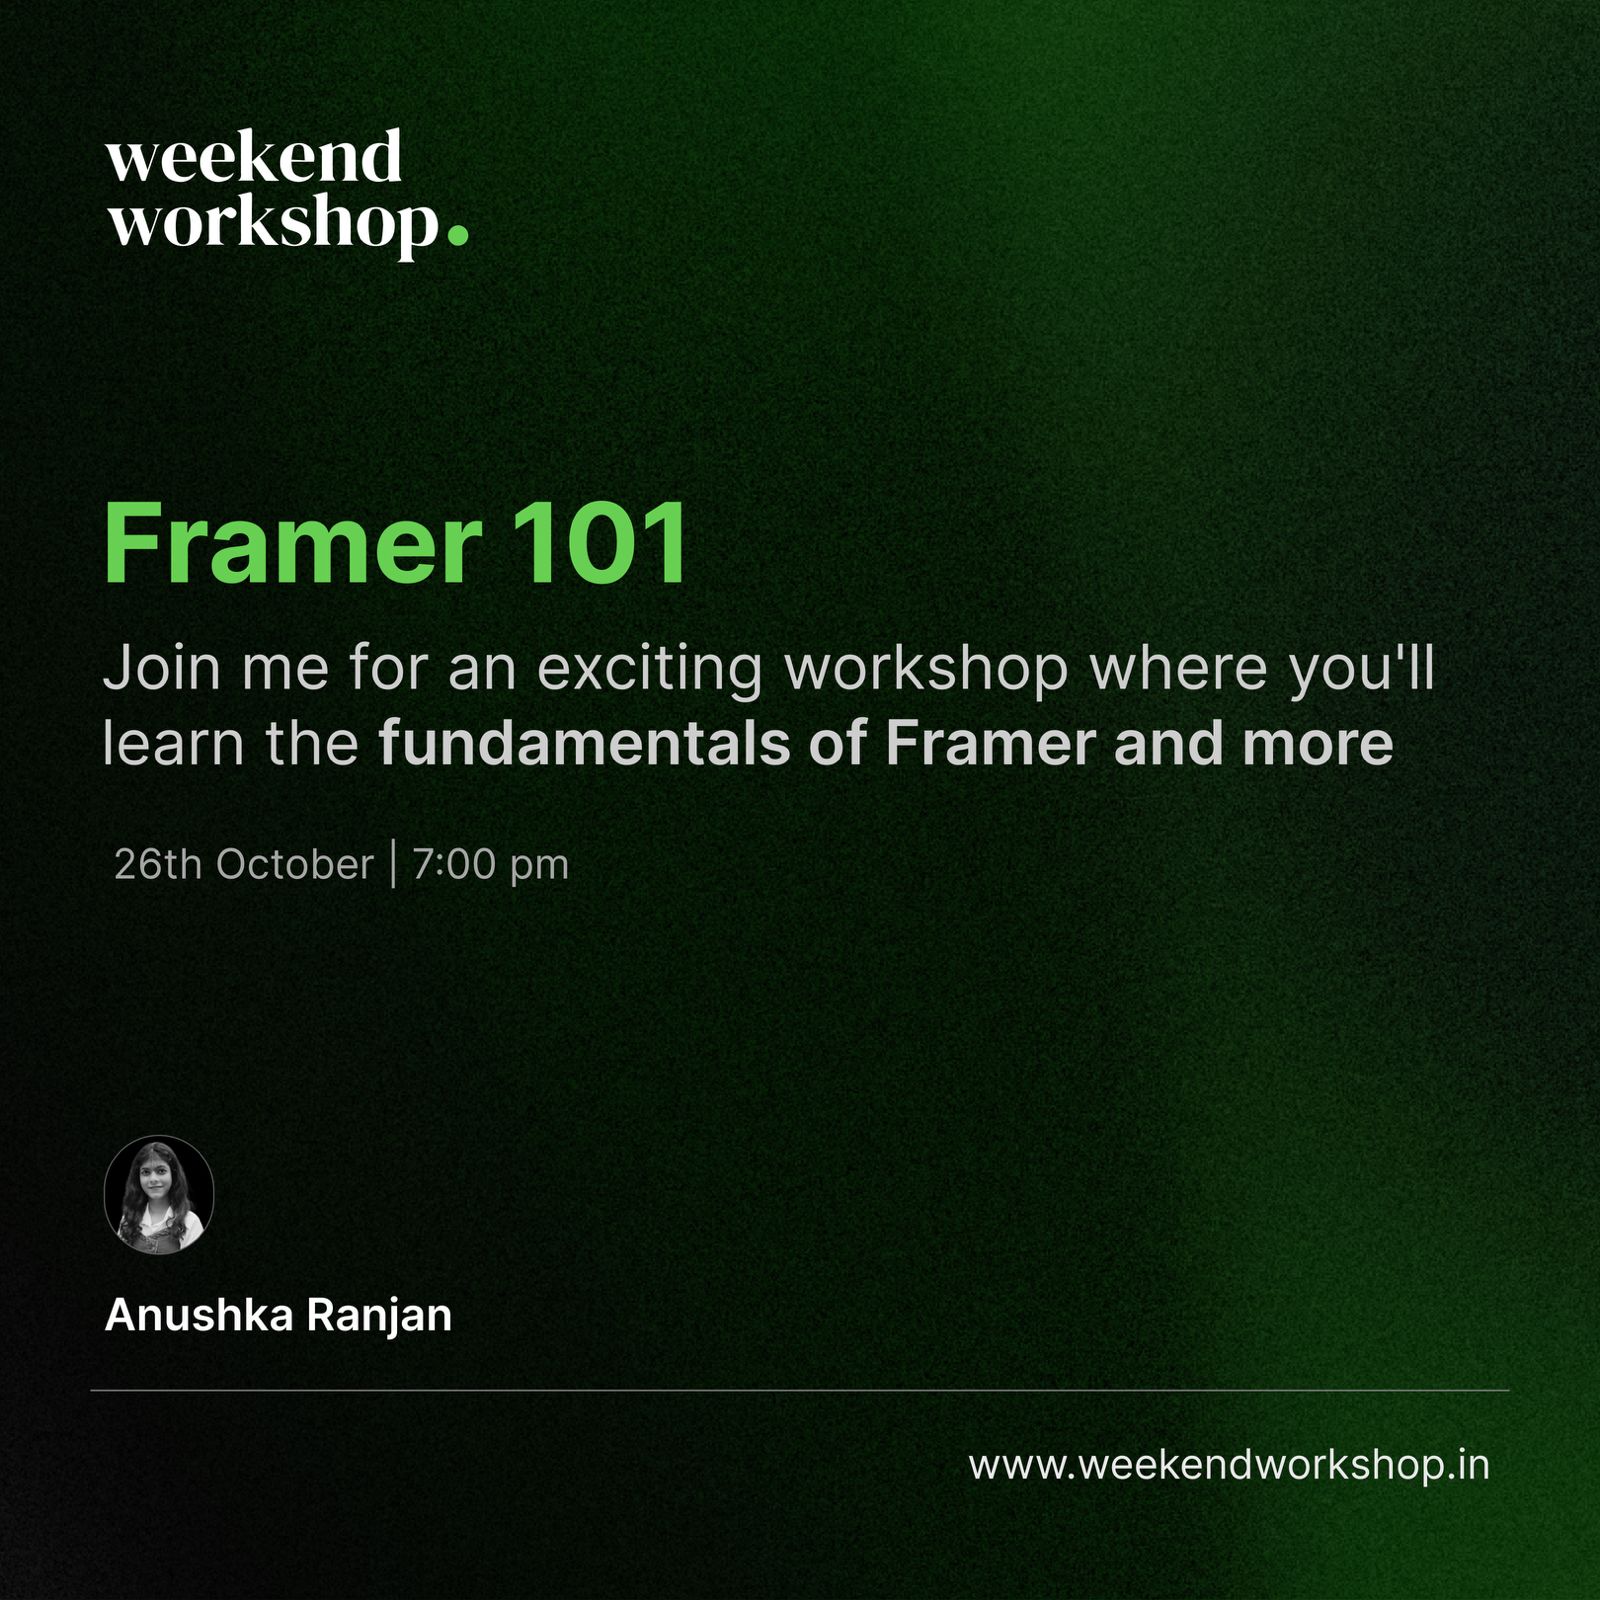 weekend
workshop.
Framer 101
Join me for an exciting workshop where you'll
learn the fundamentals of Framer and more
26th October | 7:00 pm
Anushka Ranjan
www.weekendworkshop.in